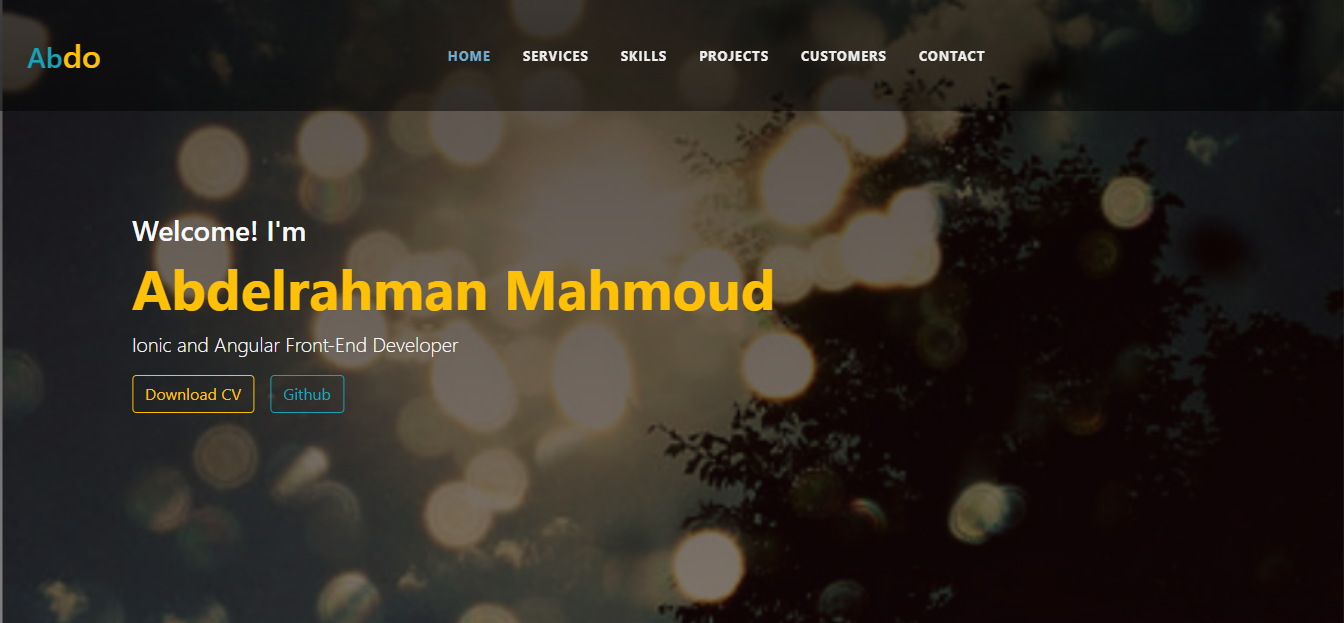 Abdo
HOME SERVICES SKILLS PROJECTS CUSTOMERS CONTACT
Welcome! I'm
Abdelrahman Mahmoud
Ionic and Angular Front-End Developer
Download CV Github